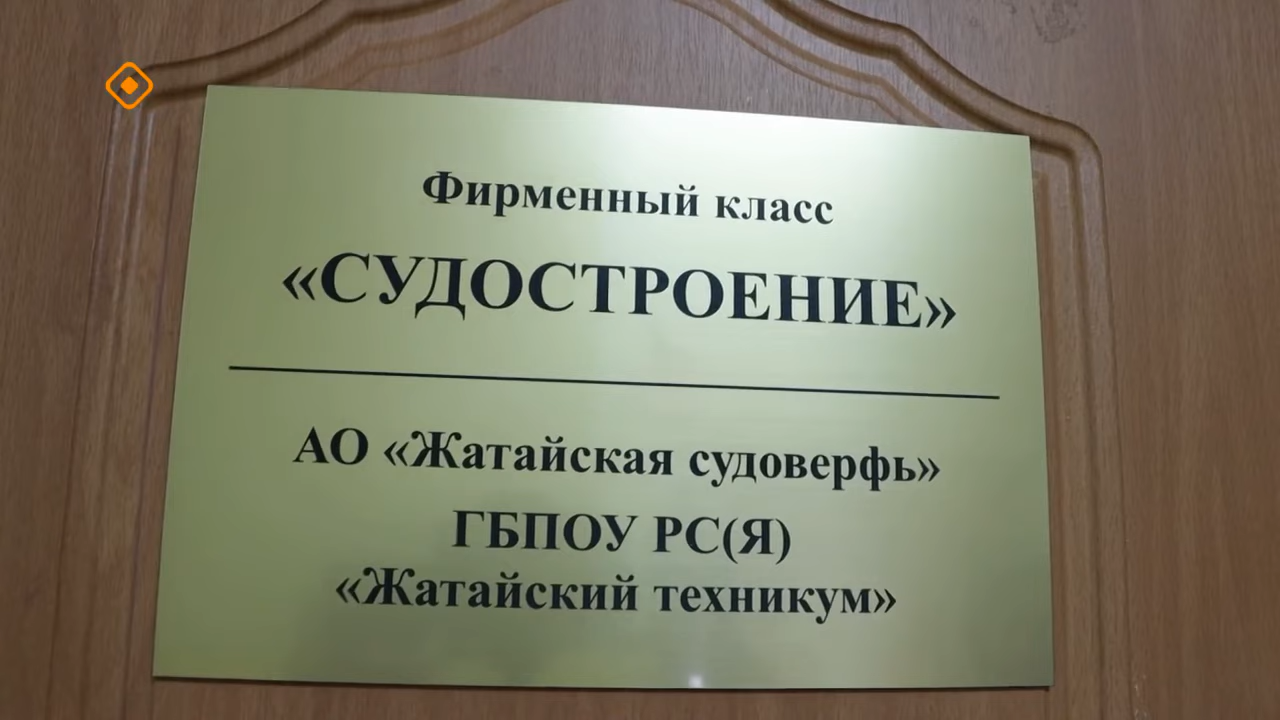 Фирменный класс
«СУДОСТРОЕНИЕ»
АО «Жатайская судоверфь»
ГБПОУ РС(Я)
«Жатайский техникум»